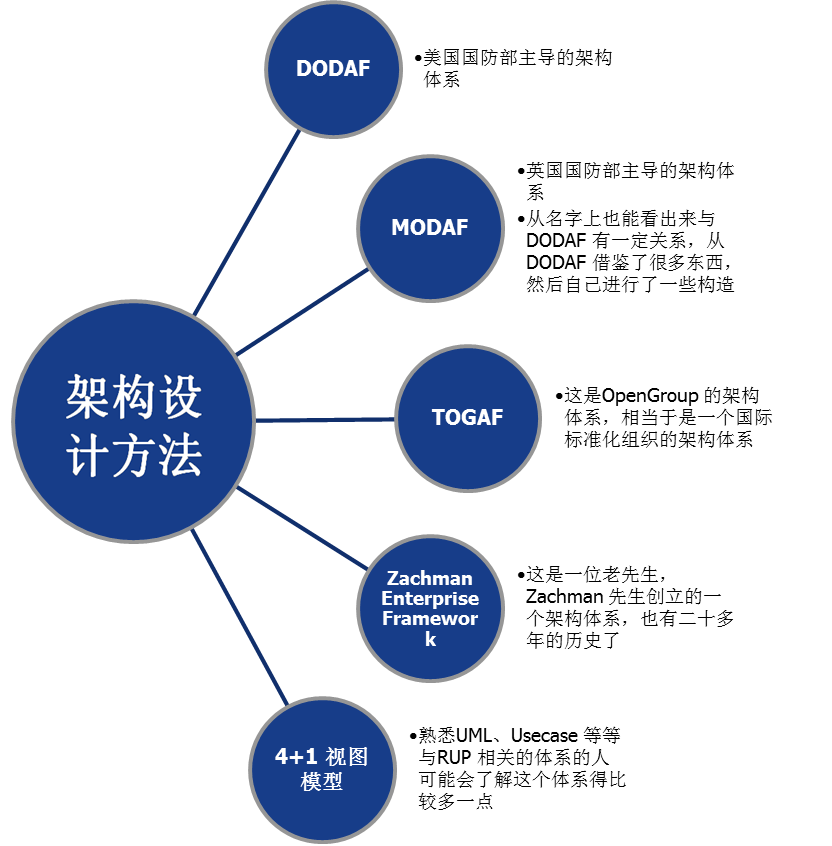 DODAF
•美国国防部主导的架构
体系
MODAF
•英国国防部主导的架构体
系
•从名字上也能看出来与
DODAF 有一定关系，从
DODAF 借鉴了很多东西，
然后自己进行了一些构造
架构设
计方法
TOGAF
•这是OpenGroup 的架构
体系，相当于是一个国际
标准化组织的架构体系
Zachman
Enterprise
Framewor
k
•这是一位老先生，
Zachman 先生创立的一
个架构体系，也有二十多
年的历史了
4+1 视图
模型
•熟悉UML、Usecase 等等
与RUP 相关的体系的人
可能会了解这个体系得比
较多一点